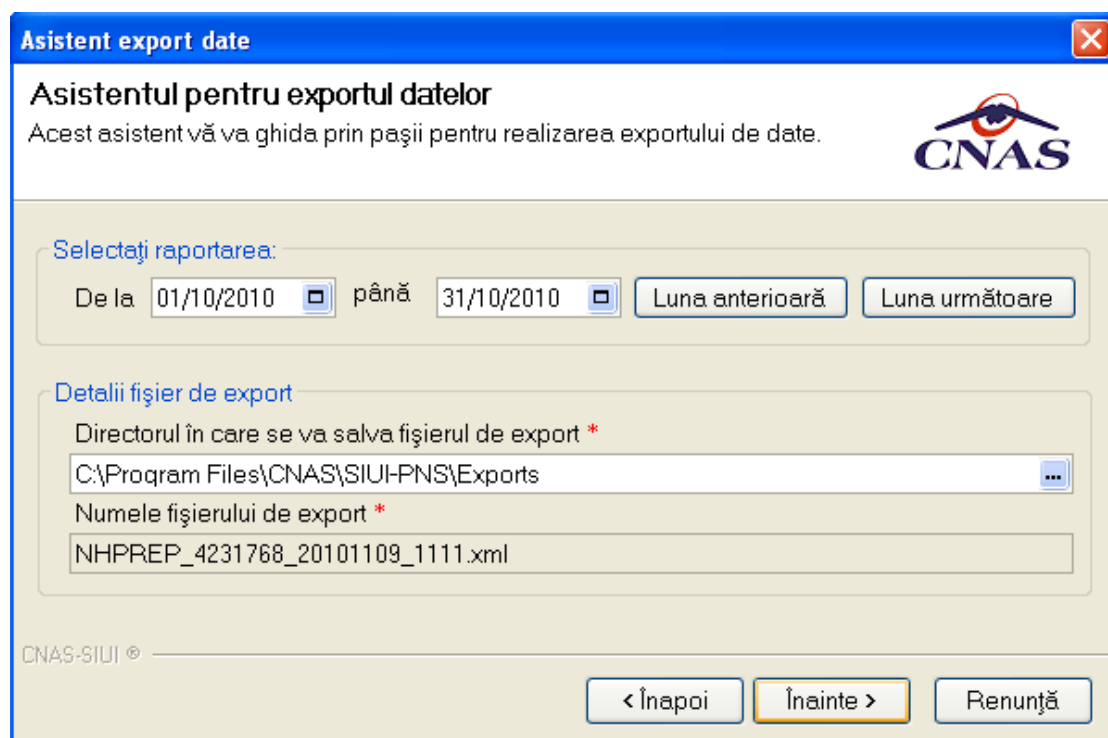 Asistent export date
Asistentul pentru exportul datelor
Acest asistent vă va ghida prin paşii pentru realizarea exportului de date.
CNAS
Selectaţi raportarea:
De la 01/10/2010 până 31/10/2010 Luna anterioară Luna următoare
Detalii fişier de export
Directorul în care se va salva fişierul de export *
C:\Program Files\CNAS\SIUI-PNS\Exports ...
Numele fişierului de export *
NHPREP_4231768_20101109_1111.xml
CNAS-SIUI ®
< Înapoi Înainte > Renunţă